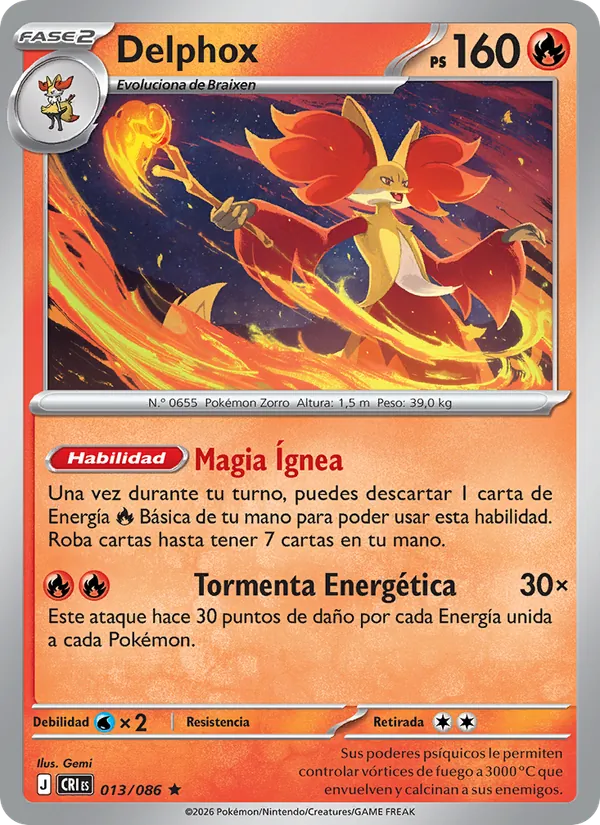 FASE 2
Delphox
PS 160
Evoluciona de Braixen
N.º 0655 Pokémon Zorro Altura: 1,5 m Peso: 39,0 kg
Habilidad Magia Ígnea
Una vez durante tu turno, puedes descartar 1 carta de
Energía Básica de tu mano para poder usar esta habilidad.
Roba cartas hasta tener 7 cartas en tu mano.
Tormenta Energética 30×
Este ataque hace 30 puntos de daño por cada Energía unida
a cada Pokémon.
Debilidad × 2 Resistencia Retirada
Ilus. Gemi
J CRI ES 013/086 ★
Sus poderes psíquicos le permiten
controlar vórtices de fuego a 3000 °C que
envuelven y calcinan a sus enemigos.
©2026 Pokémon/Nintendo/Creatures/GAME FREAK